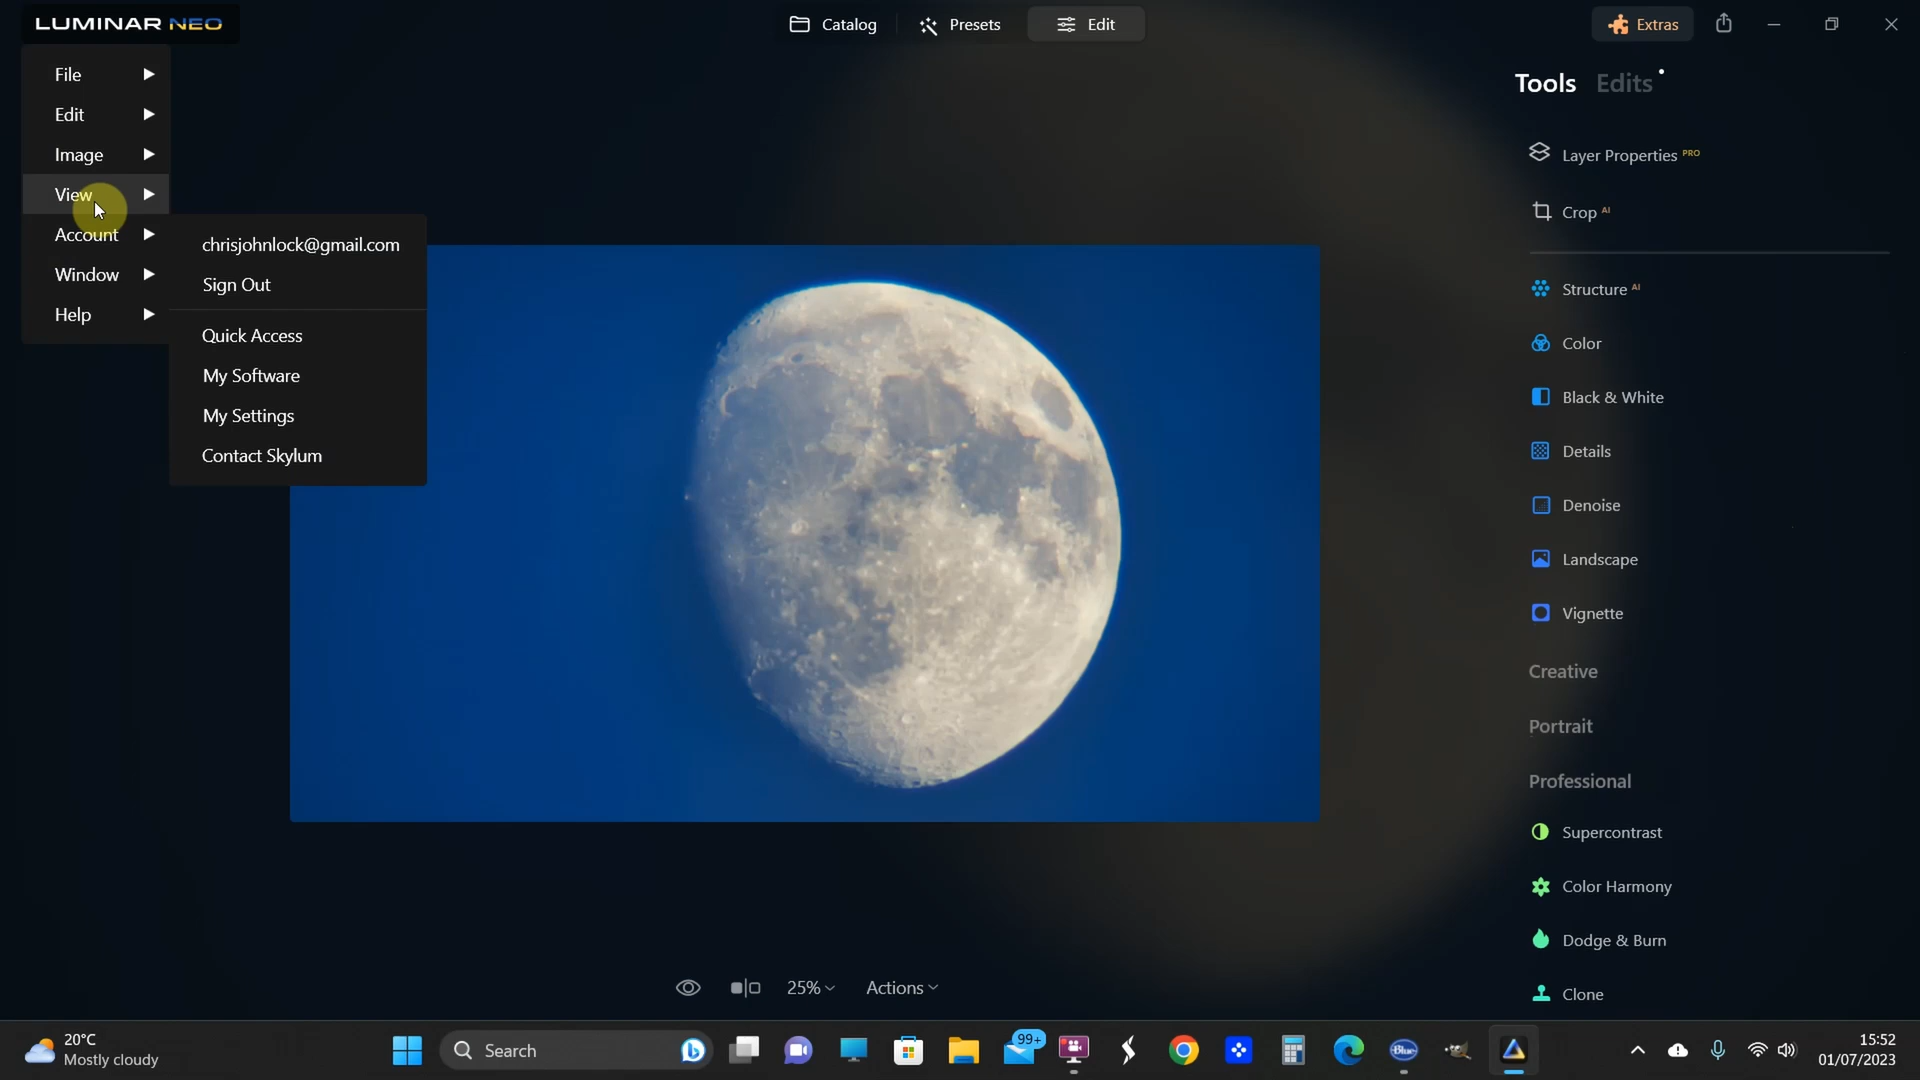 LUMINAR NEO
Catalog
Presets
Edit
Extras
File
Edit
Image
View
Account
Window
Help
chrisjohnlock@gmail.com
Sign Out
Quick Access
My Software
My Settings
Contact Skylum
Tools Edits
Layer Properties PRO
Crop AI
Structure AI
Color
Black & White
Details
Denoise
Landscape
Vignette
Creative
Portrait
Professional
Supercontrast
Color Harmony
Dodge & Burn
Clone
25%
Actions
20°C
Mostly cloudy
Search
99+
Blue
15:52
01/07/2023